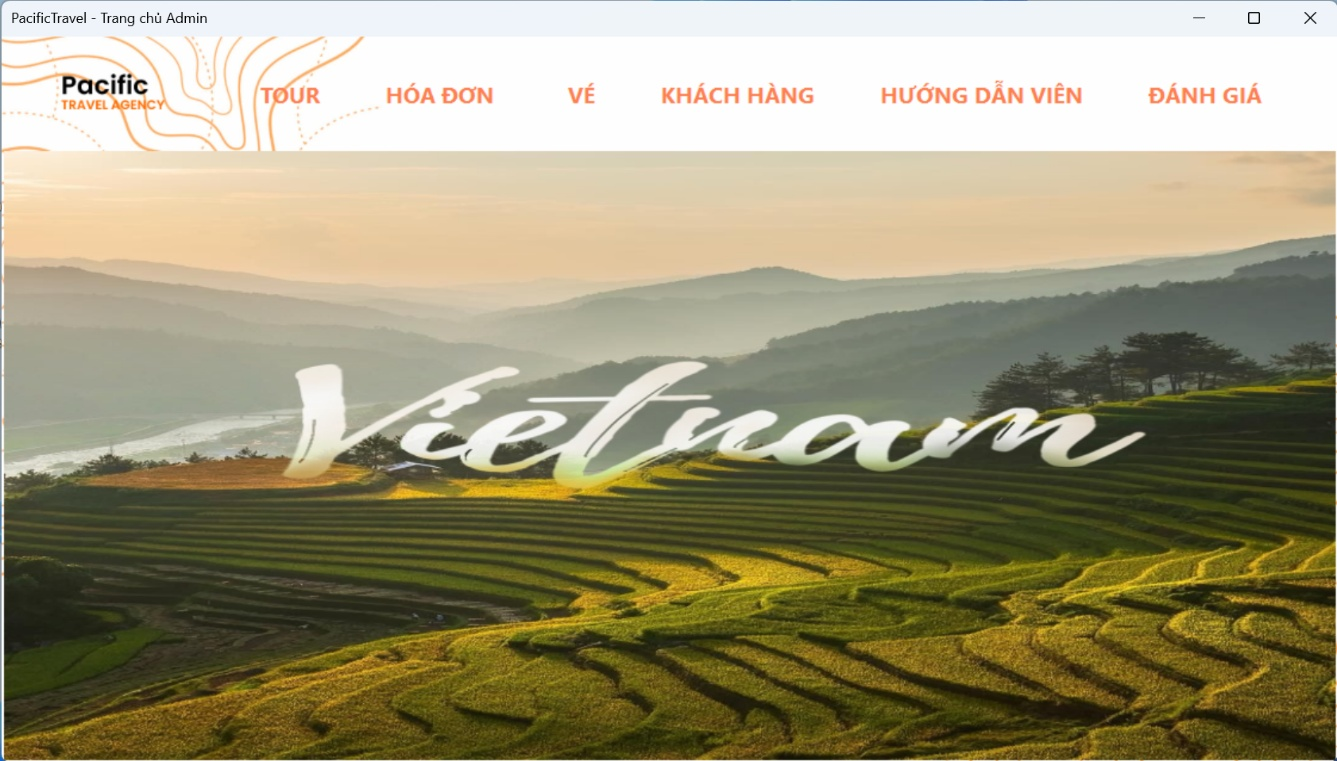 PacificTravel - Trang chủ Admin
Pacific
TRAVEL AGENCY
TOUR HÓA ĐƠN VÉ KHÁCH HÀNG HƯỚNG DẪN VIÊN ĐÁNH GIÁ
Vietnam